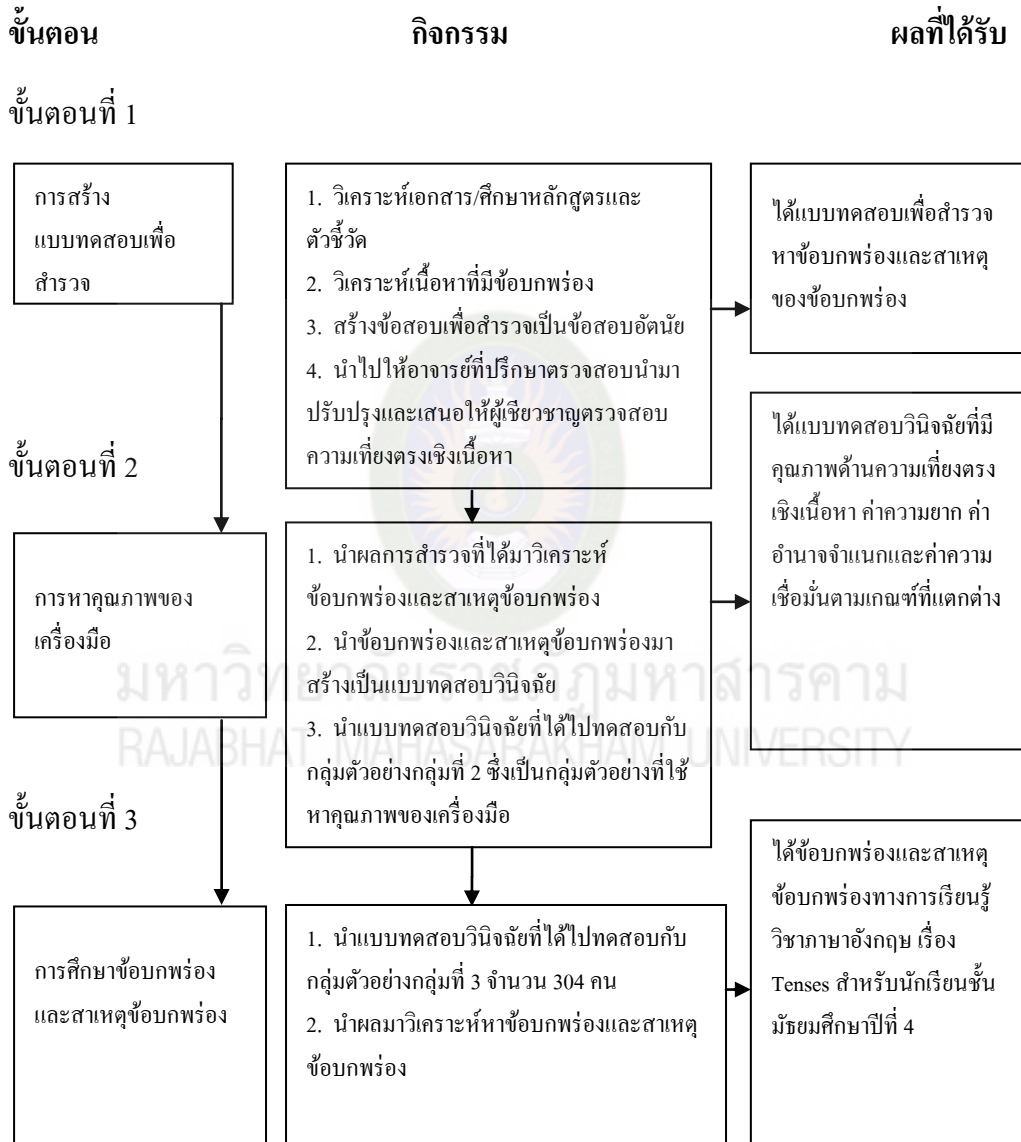 ขั้นตอน กิจกรรม ผลที่ได้รับ
ขั้นตอนที่ 1
การสร้าง
แบบทดสอบเพื่อ
สำรวจ
1. วิเคราะห์เอกสาร/ศึกษาหลักสูตรและ
ตัวชี้วัด
2. วิเคราะห์เนื้อหาที่มีข้อบกพร่อง
3. สร้างข้อสอบเพื่อสำรวจเป็นข้อสอบอัตนัย
4. นำไปให้อาจารย์ที่ปรึกษาตรวจสอบนำมา
ปรับปรุงและเสนอให้ผู้เชียวชาญตรวจสอบ
ความเที่ยงตรงเชิงเนื้อหา
ได้แบบทดสอบเพื่อสำรวจ
หาข้อบกพร่องและสาเหตุ
ของข้อบกพร่อง
ขั้นตอนที่ 2
การหาคุณภาพของ
เครื่องมือ
1. นำผลการสำรวจที่ได้มาวิเคราะห์
ข้อบกพร่องและสาเหตุข้อบกพร่อง
2. นำข้อบกพร่องและสาเหตุข้อบกพร่องมา
สร้างเป็นแบบทดสอบวินิจฉัย
3. นำแบบทดสอบวินิจฉัยที่ได้ไปทดสอบกับ
กลุ่มตัวอย่างกลุ่มที่ 2 ซึ่งเป็นกลุ่มตัวอย่างที่ใช้
หาคุณภาพของเครื่องมือ
ได้แบบทดสอบวินิจฉัยที่มี
คุณภาพด้านความเที่ยงตรง
เชิงเนื้อหา ค่าความยาก ค่า
อำนาจจำแนกและค่าความ
เชื่อมั่นตามเกณฑ์ที่แตกต่าง
มหาวิทยาลัยราชภัฏมหาสารคาม
RAJABHAT MAHASARAKHAM UNIVERSITY
ขั้นตอนที่ 3
การศึกษาข้อบกพร่อง
และสาเหตุข้อบกพร่อง
1. นำแบบทดสอบวินิจฉัยที่ได้ไปทดสอบกับ
กลุ่มตัวอย่างกลุ่มที่ 3 จำนวน 304 คน
2. นำผลมาวิเคราะห์หาข้อบกพร่องและสาเหตุ
ข้อบกพร่อง
ได้ข้อบกพร่องและสาเหตุ
ข้อบกพร่องทางการเรียนรู้
วิชาภาษาอังกฤษ เรื่อง
Tenses สำหรับนักเรียนชั้น
มัธยมศึกษาปีที่ 4